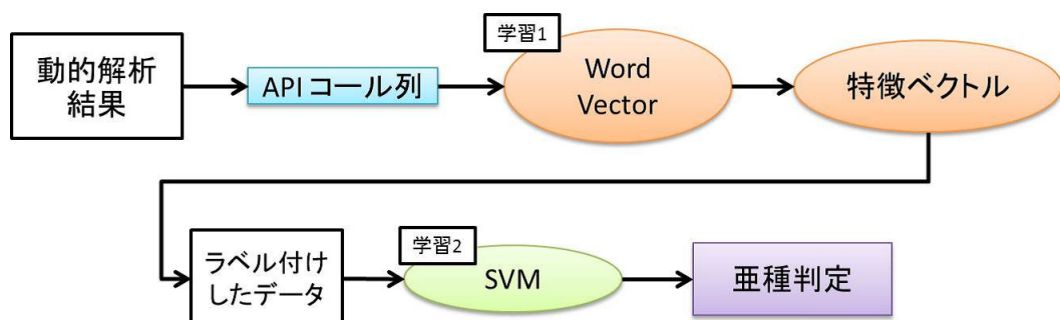 動的解析
結果
APIコール列
学習1
Word
Vector
特徴ベクトル
ラベル付け
したデータ
学習2
SVM
亜種判定